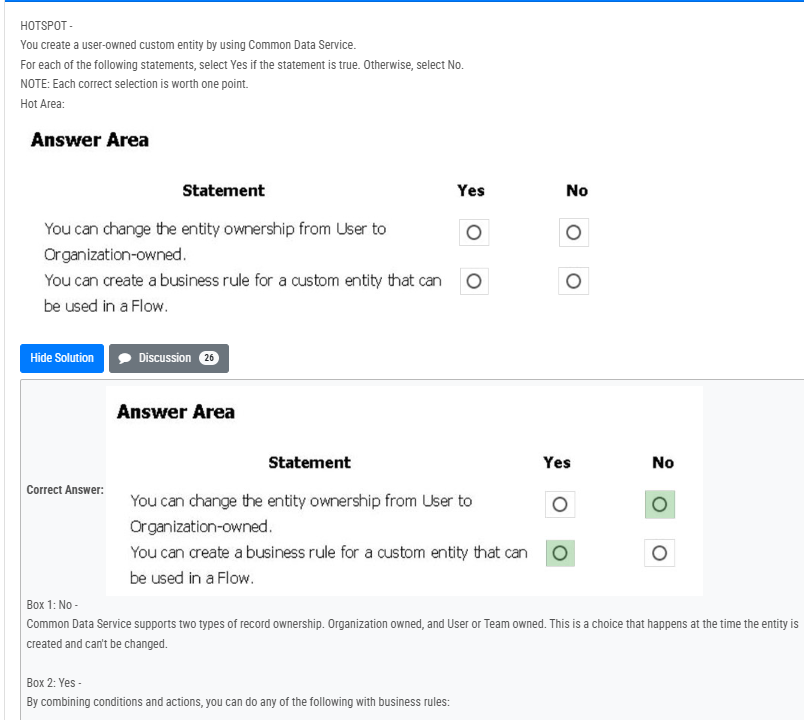 HOTSPOT -
You create a user-owned custom entity by using Common Data Service.
For each of the following statements, select Yes if the statement is true. Otherwise, select No.
NOTE: Each correct selection is worth one point.
Hot Area:
Answer Area
Statement Yes No
You can change the entity ownership from User to
Organization-owned.
You can create a business rule for a custom entity that can
be used in a Flow.
Hide Solution Discussion 26
Answer Area
Statement Yes No
Correct Answer:
You can change the entity ownership from User to
Organization-owned.
You can create a business rule for a custom entity that can
be used in a Flow.
Box 1: No -
Common Data Service supports two types of record ownership. Organization owned, and User or Team owned. This is a choice that happens at the time the entity is
created and can't be changed.
Box 2: Yes -
By combining conditions and actions, you can do any of the following with business rules: